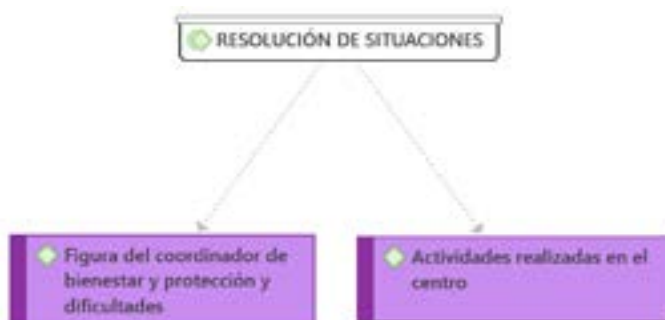 RESOLUCIÓN DE SITUACIONES
Figura del coordinador de
bienestar y protección y
dificultades
Actividades realizadas en el
centro